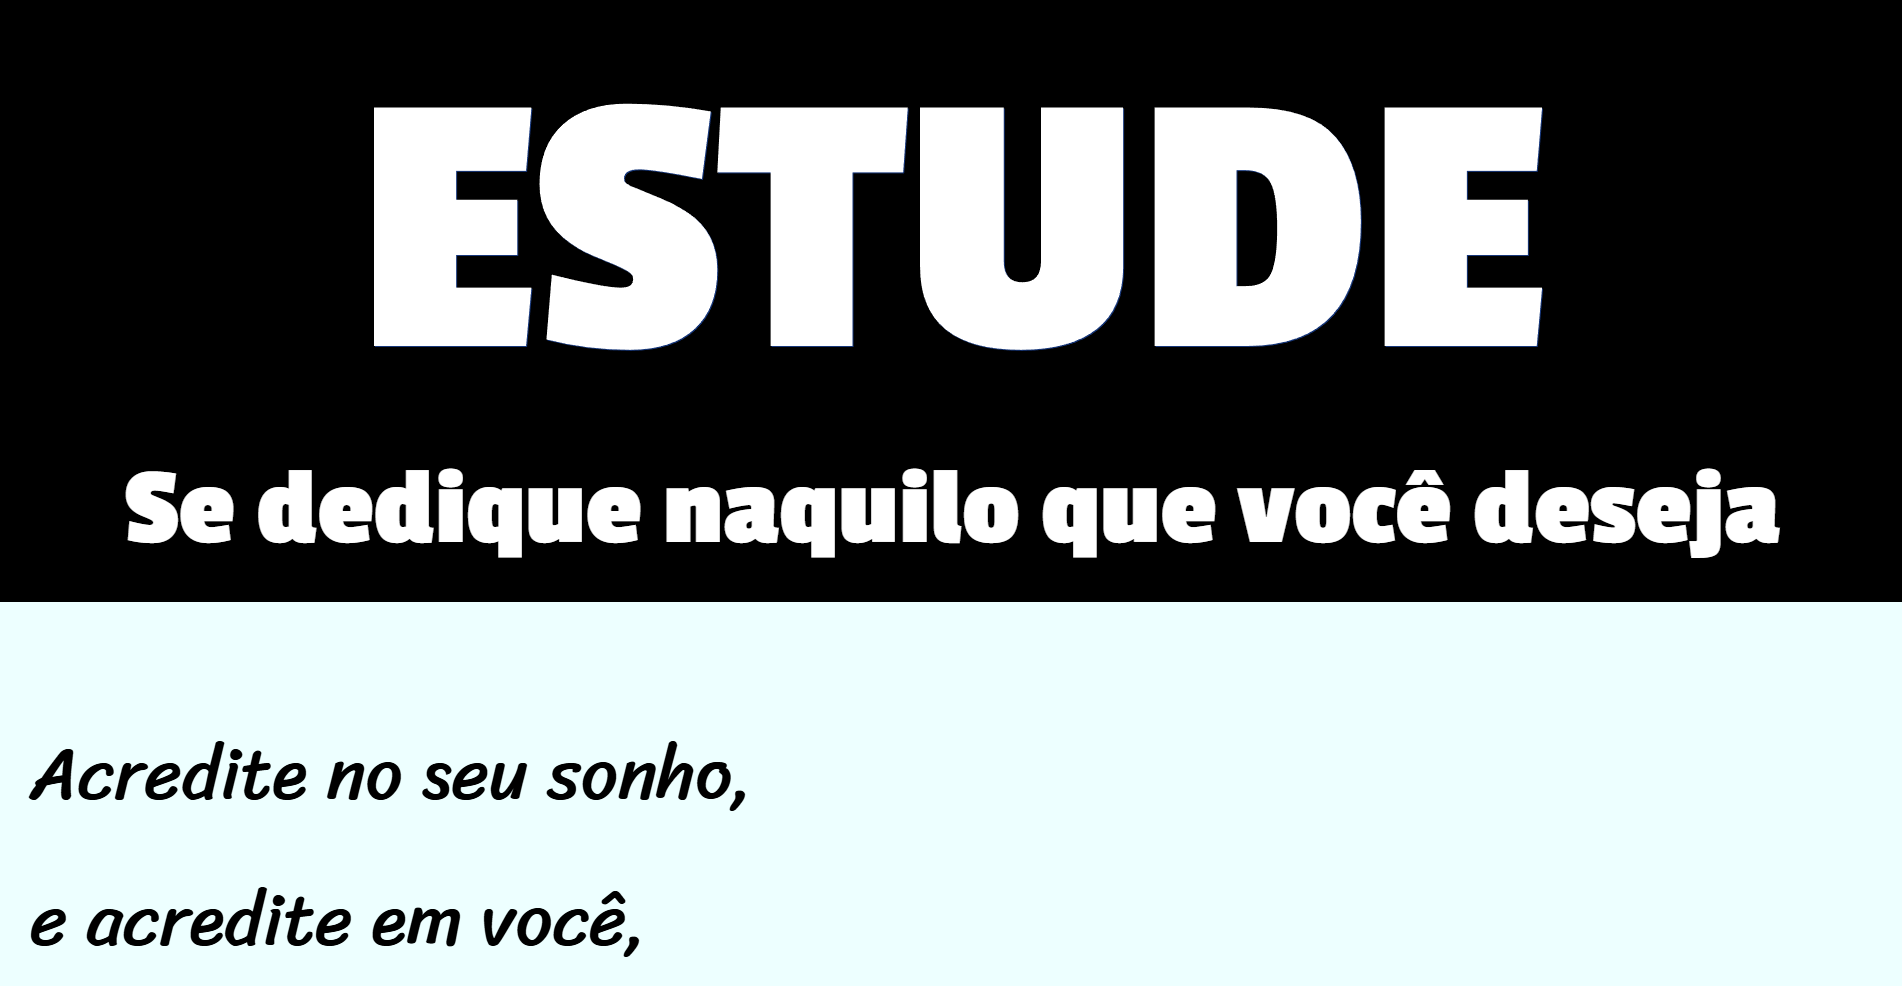 ESTUDE
Se dedique naquilo que você deseja
Acredite no seu sonho,
e acredite em você,